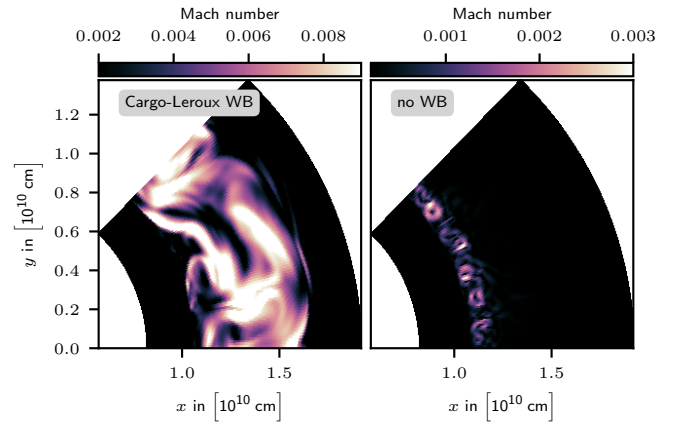 Mach number
0.002 0.004 0.006 0.008
Mach number
0.001 0.002 0.003
Cargo-Leroux WB
no WB
y in [10^10 cm]
1.2
1.0
0.8
0.6
0.4
0.2
0.0
1.0 1.5
x in [10^10 cm]
1.0 1.5
x in [10^10 cm]